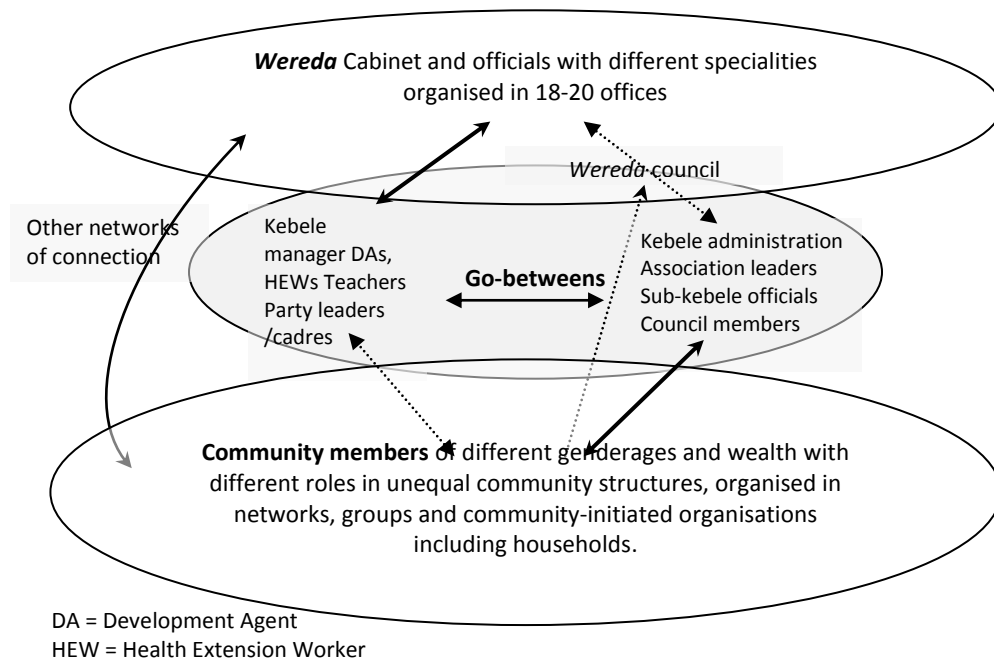 Wereda Cabinet and officials with different specialities
organised in 18-20 offices
Wereda council
Other networks
of connection
Kebele
manager DAs,
HEWs Teachers
Party leaders
/cadres
Go-betweens
Kebele administration
Association leaders
Sub-kebele officials
Council members
Community members of different genderages and wealth with
different roles in unequal community structures, organised in
networks, groups and community-initiated organisations
including households.
DA = Development Agent
HEW = Health Extension Worker